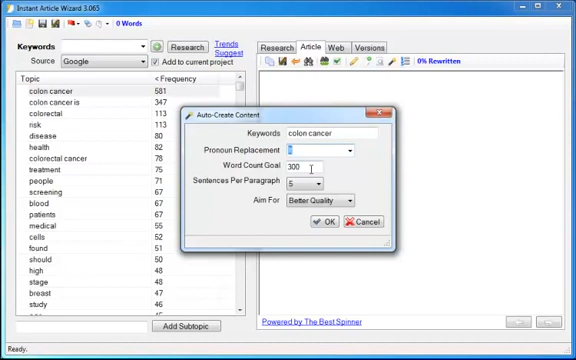 Instant Article Wizard 3.065
0 Words
Keywords
Research
Trends
Suggest
Source
Google
Add to current project
Topic
< Frequency
colon cancer 581
colon cancer is 347
colorectal 113
risk 113
disease 80
health 82
colorectal cancer 78
treatment 75
people 71
screening 67
blood 67
patients 67
medical 55
cells 52
found 51
should 50
high 48
stage 48
breast 47
study 46
Add Subtopic
Ready.
Research
Article
Web
Versions
0% Rewritten
Auto-Create Content
Keywords
colon cancer
Pronoun Replacement
Word Count Goal
300
Sentences Per Paragraph
5
Aim For
Better Quality
OK
Cancel
Powered by The Best Spinner